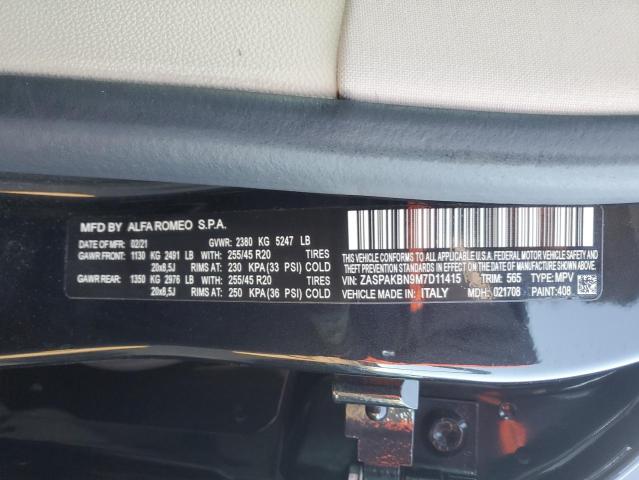 MFD BY ALFA ROMEO S.P.A.
DATE OF MFD: 02/21 GVWR: 2380 KG 5247 LB
GAWR FRONT: 1130 KG 2491 LB WITH 255/45 R20 TIRES
20x8,5J RIMS AT 230 KPA (33 PSI) COLD
GAWR REAR: 1350 KG 2976 LB WITH 255/45 R20 TIRES
20x8,5J RIMS AT: 250 KPA (36 PSI) COLD
THIS VEHICLE CONFORMS TO ALL APPLICABLE U.S.A. FEDERAL MOTOR
VEHICLE SAFETY, BUMPER, AND THEFT PREVENTION STANDARDS IN
EFFECT ON THE DATE OF MANUFACTURE SHOWN ABOVE.
VIN: ZASPAKBN9M7D11415 TRIM: 565 TYPE: MPV
VEHICLE MADE IN: ITALY MDH: 021708 PAINT: 408